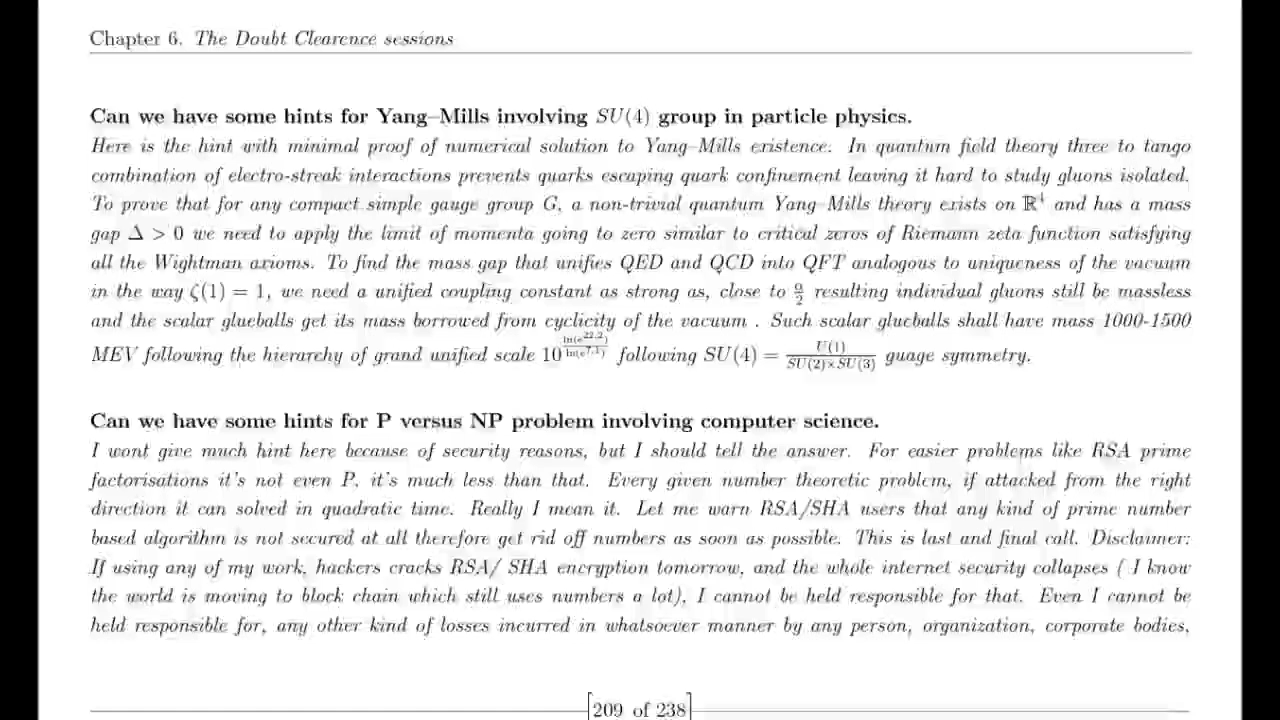 Chapter 6. The Doubt Clearence sessions
Can we have some hints for Yang–Mills involving SU(4) group in particle physics.
Here is the hint with minimal proof of numerical solution to Yang–Mills existence. In quantum field theory three to tango
combination of electro-streak interactions prevents quarks escaping quark confinement leaving it hard to study gluons isolated.
To prove that for any compact simple gauge group G, a non-trivial quantum Yang–Mills theory exists on ℝ⁴ and has a mass
gap Δ > 0 we need to apply the limit of momenta going to zero similar to critical zeros of Riemann zeta function satisfying
all the Wightman axioms. To find the mass gap that unifies QED and QCD into QFT analogous to uniqueness of the vacuum
in the way ζ(1) = 1, we need a unified coupling constant as strong as, close to α/2 resulting individual gluons still be massless
and the scalar glueballs get its mass borrowed from cyclicity of the vacuum . Such scalar glueballs shall have mass 1000-1500
MEV following the hierarchy of grand unified scale 10^(ln(e^22.2)/ln(e^7.1)) following SU(4) = U(1)/(SU(2)×SU(3)) guage symmetry.
Can we have some hints for P versus NP problem involving computer science.
I wont give much hint here because of security reasons, but I should tell the answer. For easier problems like RSA prime
factorisations it's not even P, it's much less than that. Every given number theoretic problem, if attacked from the right
direction it can solved in quadratic time. Really I mean it. Let me warn RSA/SHA users that any kind of prime number
based algorithm is not secured at all therefore get rid off numbers as soon as possible. This is last and final call. Disclaimer:
If using any of my work, hackers cracks RSA/ SHA encryption tomorrow, and the whole internet security collapses ( I know
the world is moving to block chain which still uses numbers a lot), I cannot be held responsible for that. Even I cannot be
held responsible for, any other kind of losses incurred in whatsoever manner by any person, organization, corporate bodies,
[209 of 238]